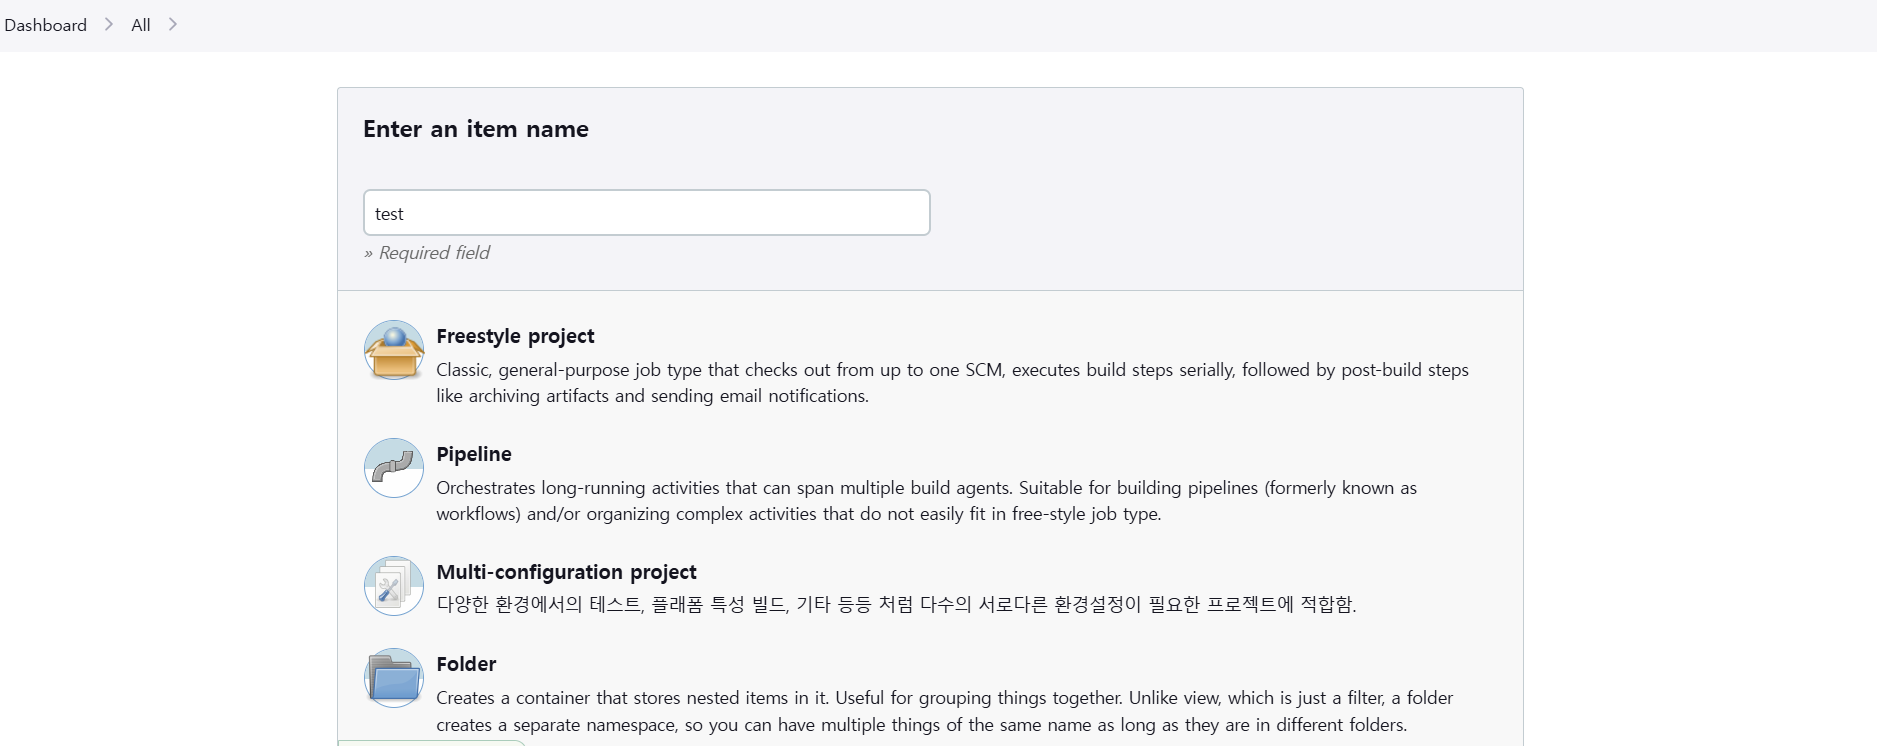 Dashboard > All >
Enter an item name
test
» Required field
Freestyle project
Classic, general-purpose job type that checks out from up to one SCM, executes build steps serially, followed by post-build steps
like archiving artifacts and sending email notifications.
Pipeline
Orchestrates long-running activities that can span multiple build agents. Suitable for building pipelines (formerly known as
workflows) and/or organizing complex activities that do not easily fit in free-style job type.
Multi-configuration project
다양한 환경에서의 테스트, 플래폼 특성 빌드, 기타 등등 처럼 다수의 서로다른 환경설정이 필요한 프로젝트에 적합함.
Folder
Creates a container that stores nested items in it. Useful for grouping things together. Unlike view, which is just a filter, a folder
creates a separate namespace, so you can have multiple things of the same name as long as they are in different folders.